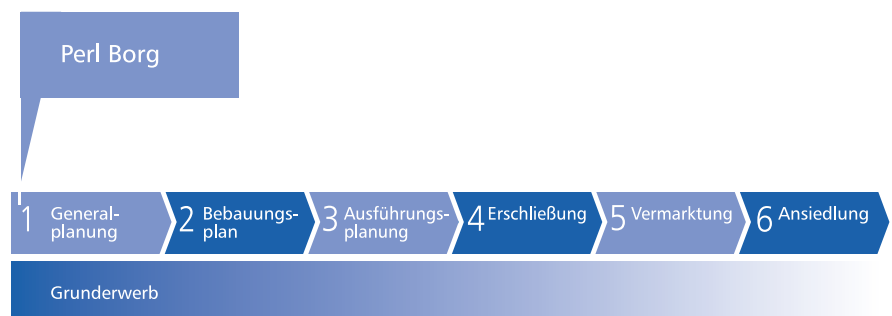 Perl Borg
1 General-
planung
2 Bebauungs-
plan
3 Ausführungs-
planung
4 Erschließung
5 Vermarktung
6 Ansiedlung
Grunderwerb